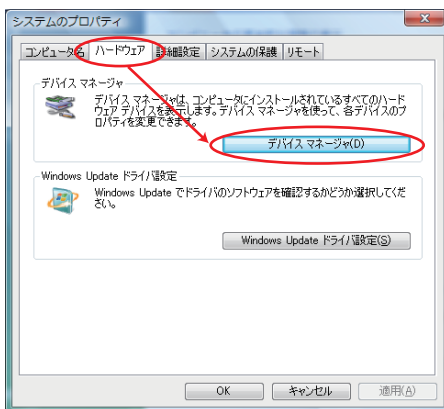 システムのプロパティ
コンピュータ名 ハードウェア 詳細設定 システムの保護 リモート
デバイス マネージャ
デバイス マネージャは、コンピュータにインストールされているすべてのハード
ウェア デバイスを表示します。デバイス マネージャを使って、各デバイスのプ
ロパティを変更できます。
デバイス マネージャ(D)
Windows Update ドライバ設定
Windows Update でドライバのソフトウェアを確認するかどうか選択してくだ
さい。
Windows Update ドライバ設定(S)
OK キャンセル 適用(A)